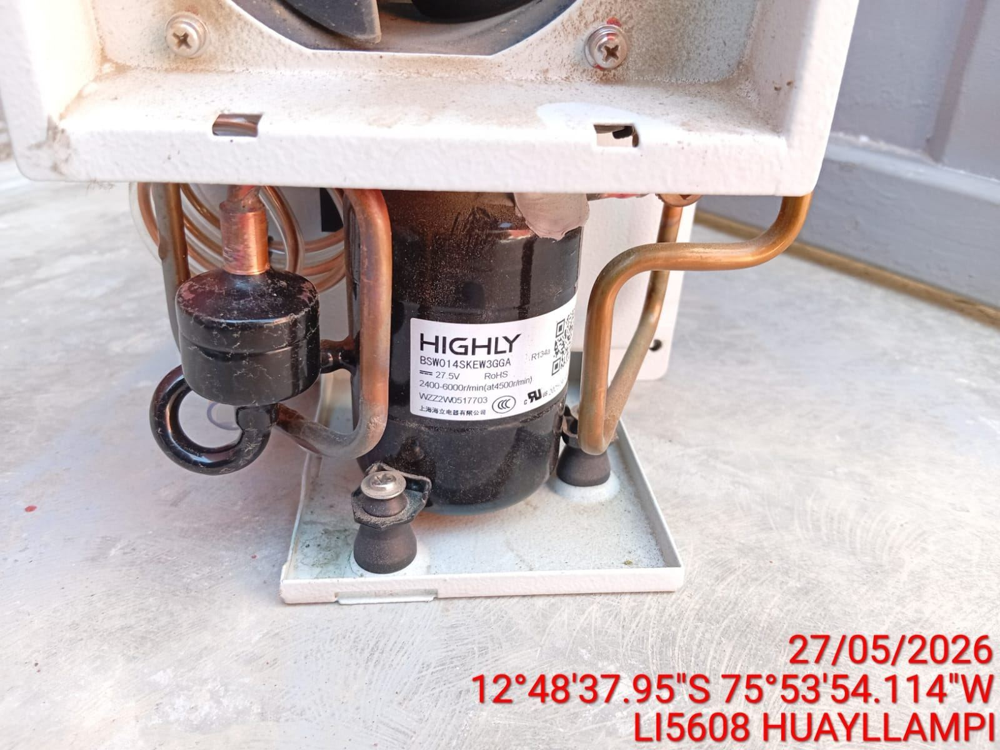 HIGHLY
BSW014SKEW3GGA
R134a
27.5V RoHS
2400-6000r/min(at4500r/min)
WZZ2W0517703
上海海立电器有限公司
27/05/2026
12°48'37.95"S 75°53'54.114"W
LI5608 HUAYLLAMPI